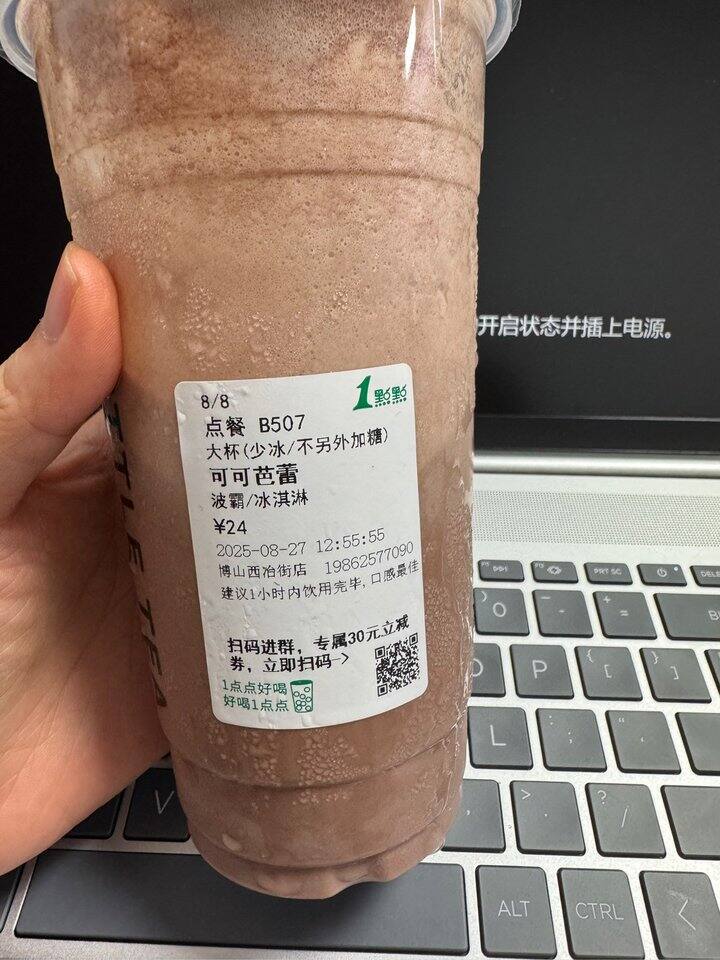 8/8
1點點
点餐 B507
大杯(少冰/不另外加糖)
可可芭蕾
波霸/冰淇淋
¥24
2025-08-27 12:55:55
博山西冶街店 19862577090
建议1小时内饮用完毕,口感最佳
扫码进群，专属30元立减
券，立即扫码->
1点点好喝
好喝1点点
TTLE TEA
开启状态并插上电源。
PRT SC
DELE
O
P
{ [
} ]
L
: ;
" '
V
> .
? /
ALT
CTRL